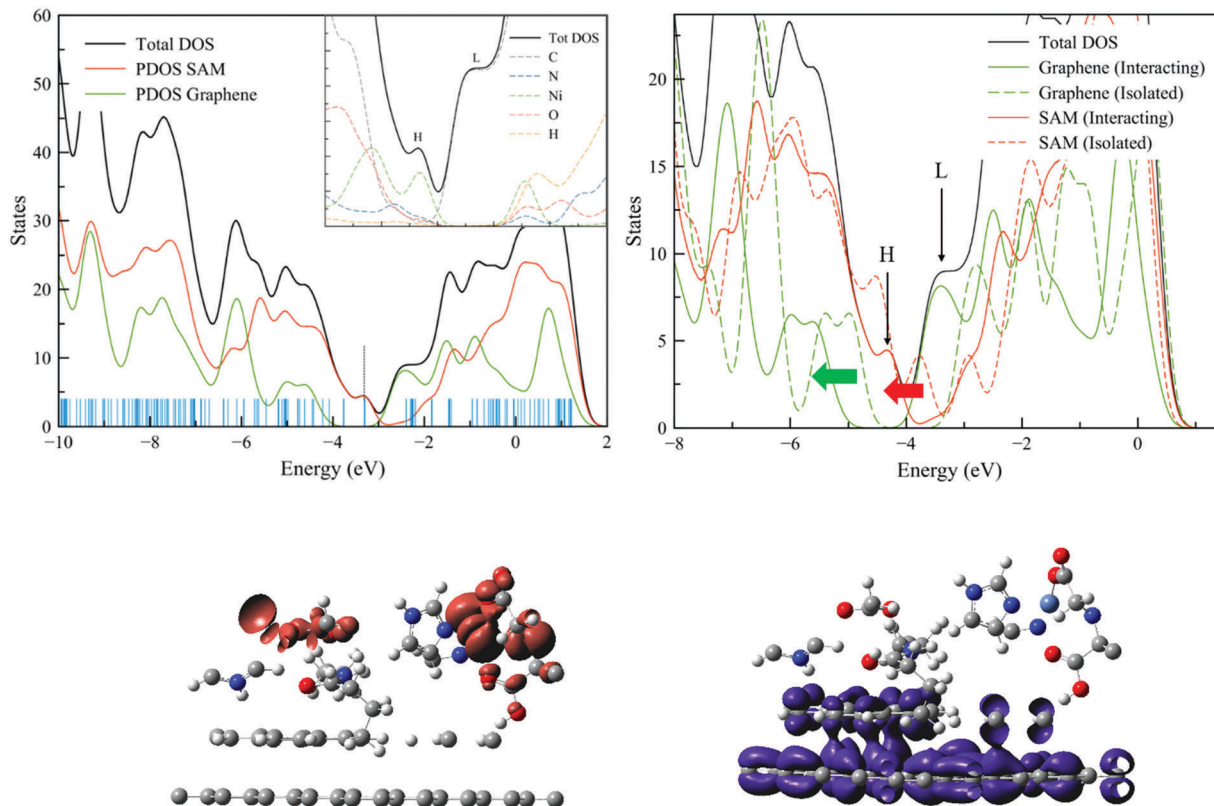 60
50
40
30
20
10
0
States
Total DOS
PDOS SAM
PDOS Graphene
H
L
Tot DOS
C
N
Ni
O
H
−10
−8
−6
−4
−2
0
2
Energy (eV)
20
15
10
5
0
States
Total DOS
Graphene (Interacting)
Graphene (Isolated)
SAM (Interacting)
SAM (Isolated)
L
H
−8
−6
−4
−2
0
Energy (eV)